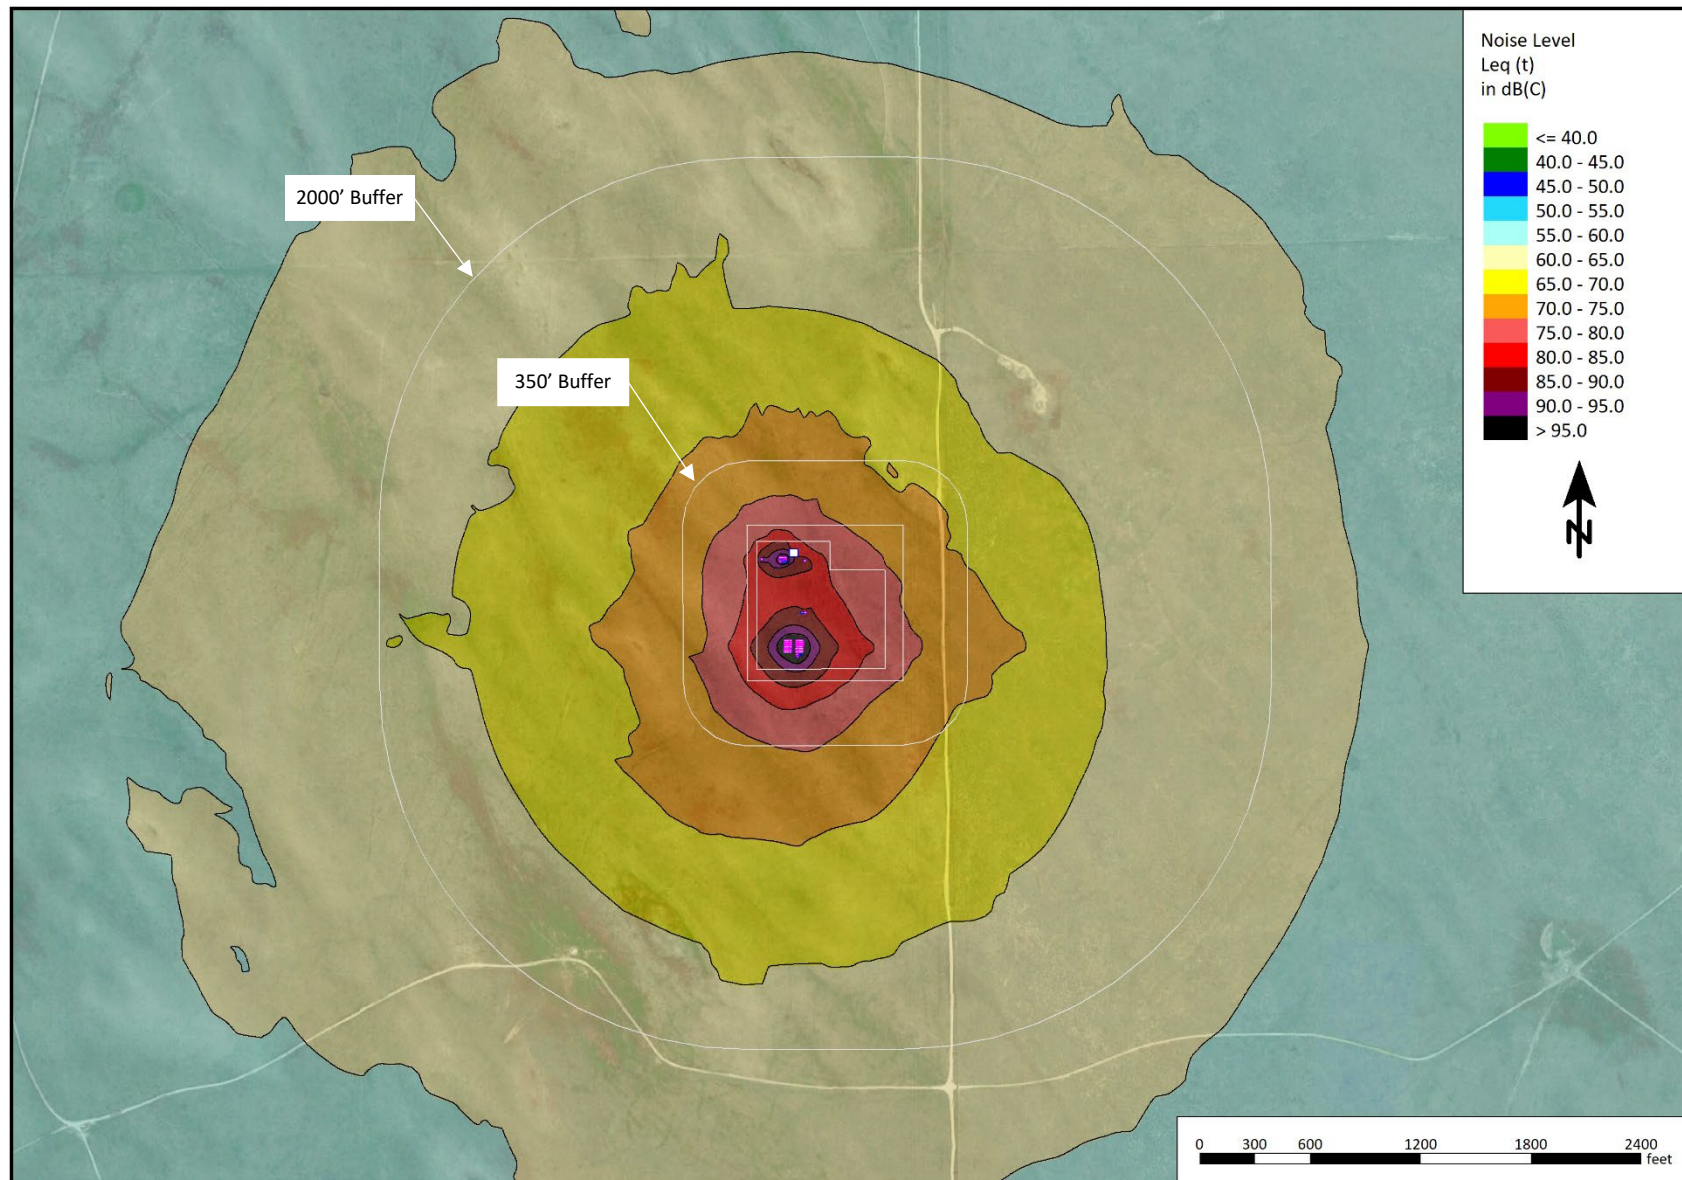 Noise Level
Leq (t)
in dB(C)
<= 40.0
40.0 - 45.0
45.0 - 50.0
50.0 - 55.0
55.0 - 60.0
60.0 - 65.0
65.0 - 70.0
70.0 - 75.0
75.0 - 80.0
80.0 - 85.0
85.0 - 90.0
90.0 - 95.0
> 95.0
N
2000’ Buffer
350’ Buffer
0 300 600 1200 1800 2400
feet